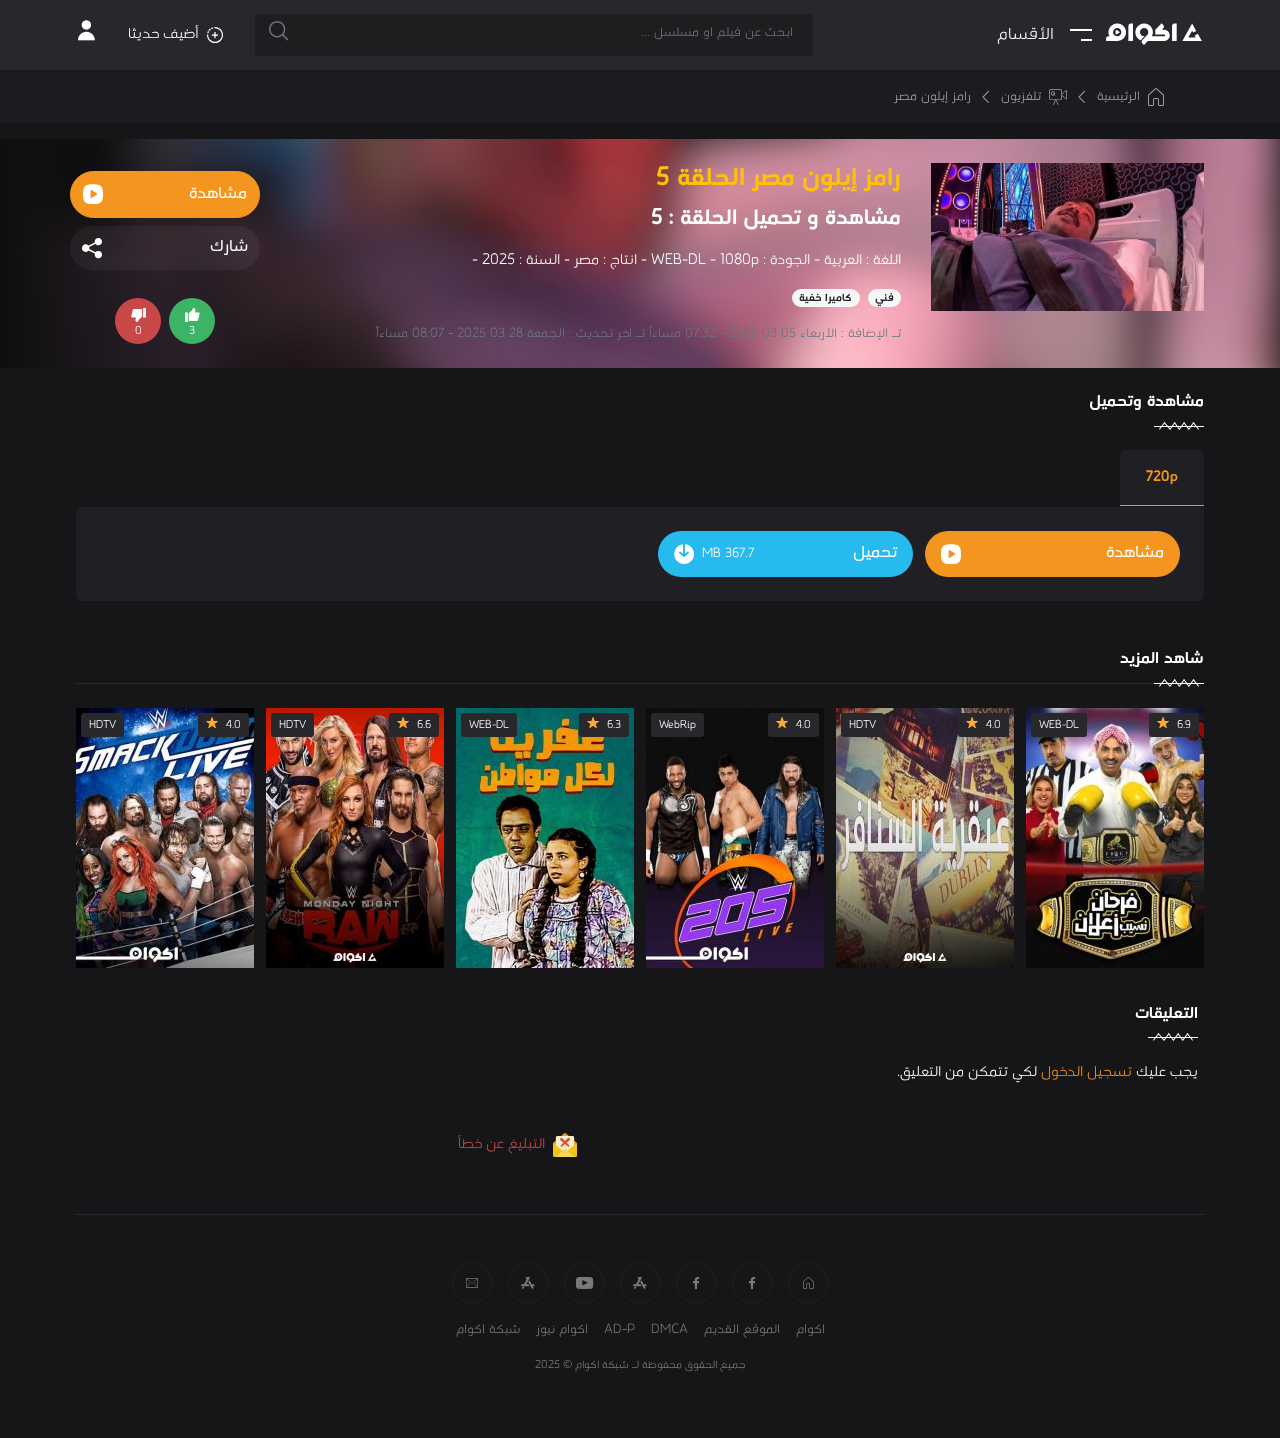 اكوام
الأقسام
ابحث عن فيلم او مسلسل ...
أضيف حديثا
الرئيسية
تلفزيون
رامز إيلون مصر
رامز إيلون مصر الحلقة 5
مشاهدة و تحميل الحلقة : 5
اللغة : العربية - الجودة : WEB-DL - 1080p - انتاج : مصر - السنة : 2025 -
فني
كاميرا خفية
تـ الإضافة : الأربعاء 05 03 2025 - 07:32 مساءاً تـ اخر تحديث : الجمعة 28 03 2025 - 08:07 مساءاً
مشاهدة
شارك
3
0
مشاهدة وتحميل
720p
مشاهدة
تحميل
367.7 MB
شاهد المزيد
6.9
WEB-DL
فرحان
نسيب زعلان
4.0
HDTV
عبقرية السنافر
DUBLIN
اكوام
4.0
WebRip
205
LIVE
اكوام
6.3
WEB-DL
عفريت
لكل مواطن
6.6
HDTV
MONDAY NIGHT
RAW
اكوام
4.0
HDTV
SMACKDOWN
LIVE
اكوام
التعليقات
يجب عليك تسجيل الدخول لكي تتمكن من التعليق.
التبليغ عن خطأ
اكوام
الموقع القديم
DMCA
AD-P
اكوام نيوز
شبكة اكوام
جميع الحقوق محفوظة لـ شبكة اكوام © 2025